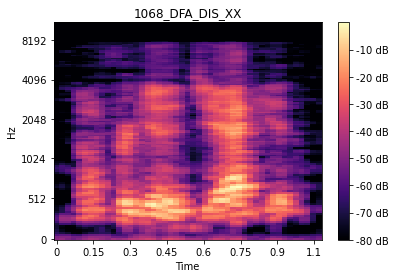 1068_DFA_DIS_XX
8192
4096
2048
1024
512
0
Hz
0
0.15
0.3
0.45
0.6
0.75
0.9
1.1
Time
-10 dB
-20 dB
-30 dB
-40 dB
-50 dB
-60 dB
-70 dB
-80 dB